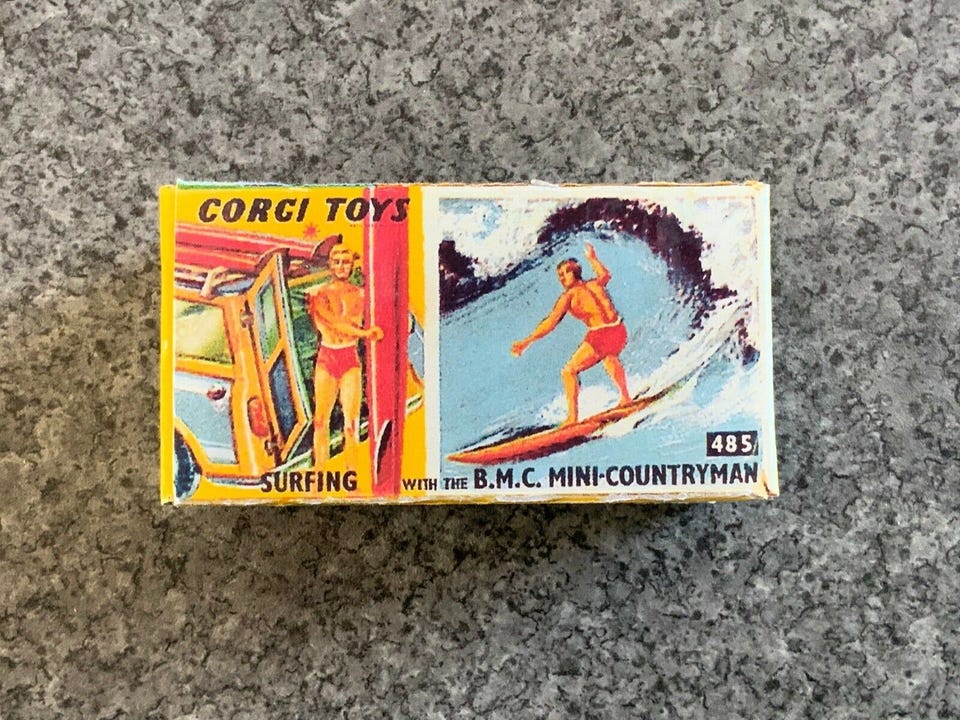 CORGI TOYS
485
SURFING WITH THE B.M.C. MINI-COUNTRYMAN